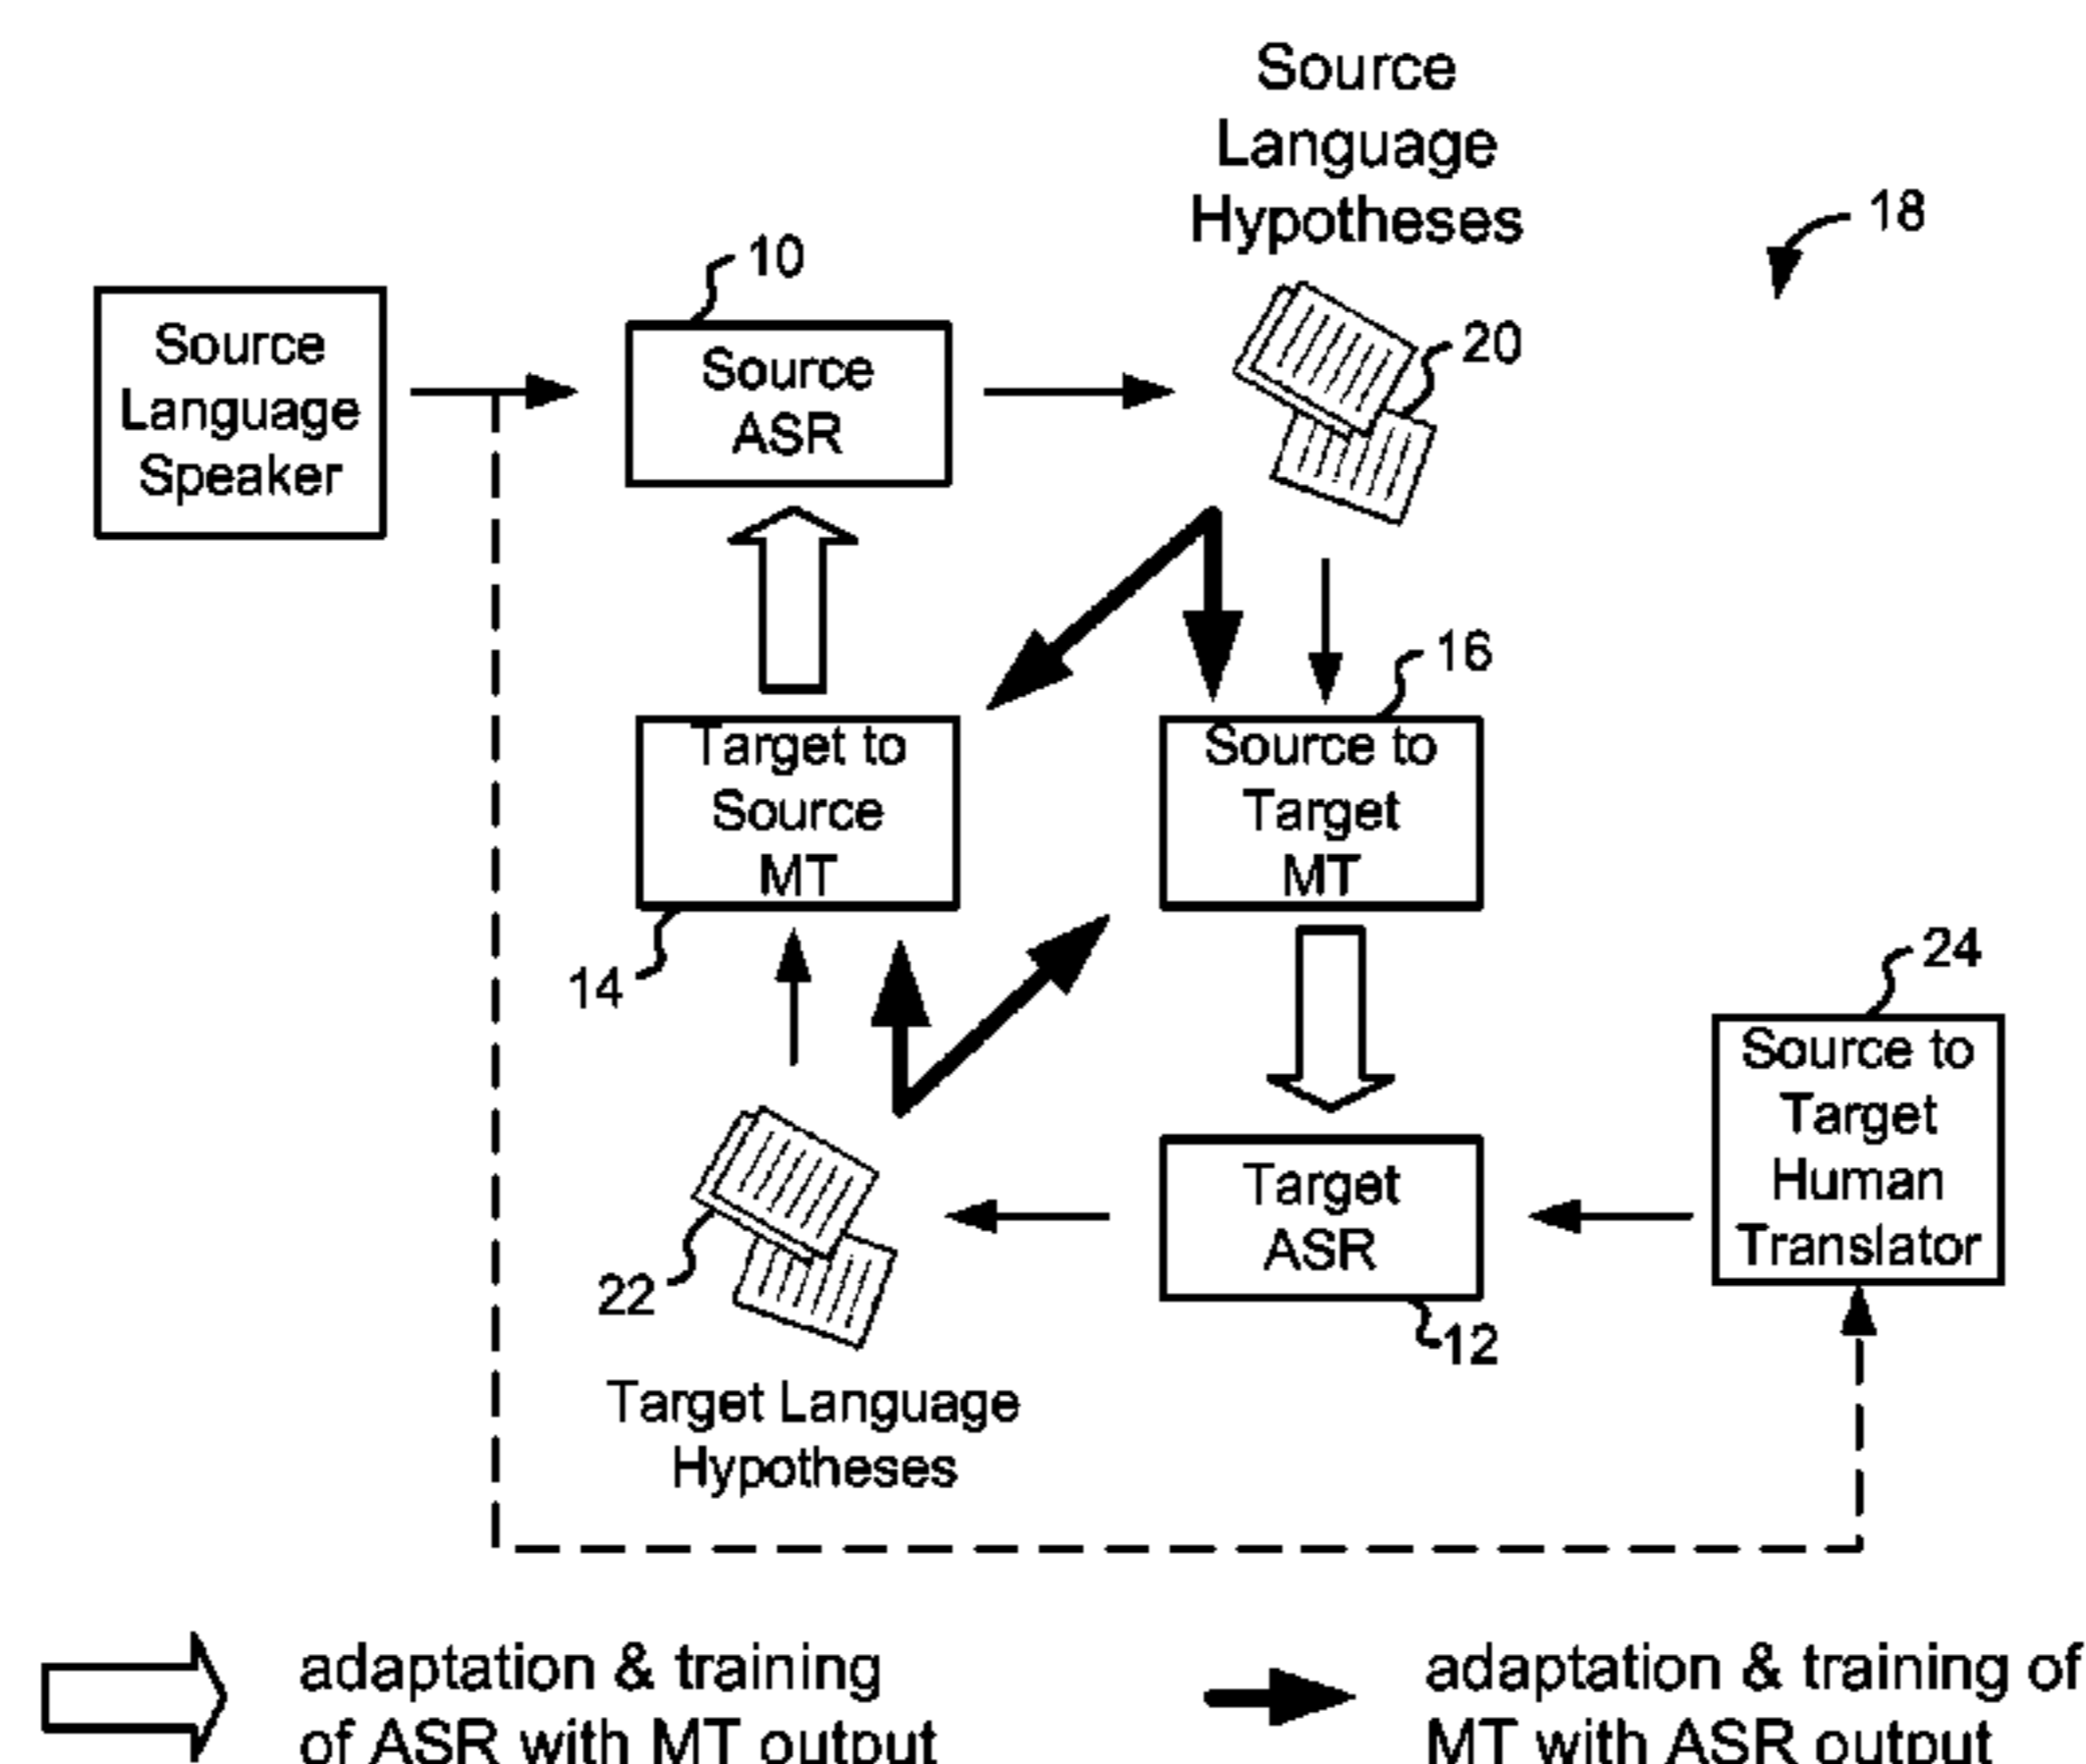 Source
Language
Hypotheses
18
10
Source
Language
Speaker
Source
ASR
20
16
Target to
Source
MT
Source to
Target
MT
14
24
Source to
Target
Human
Translator
Target
ASR
22
12
Target Language
Hypotheses
adaptation & training
of ASR with MT output
adaptation & training of
MT with ASR output